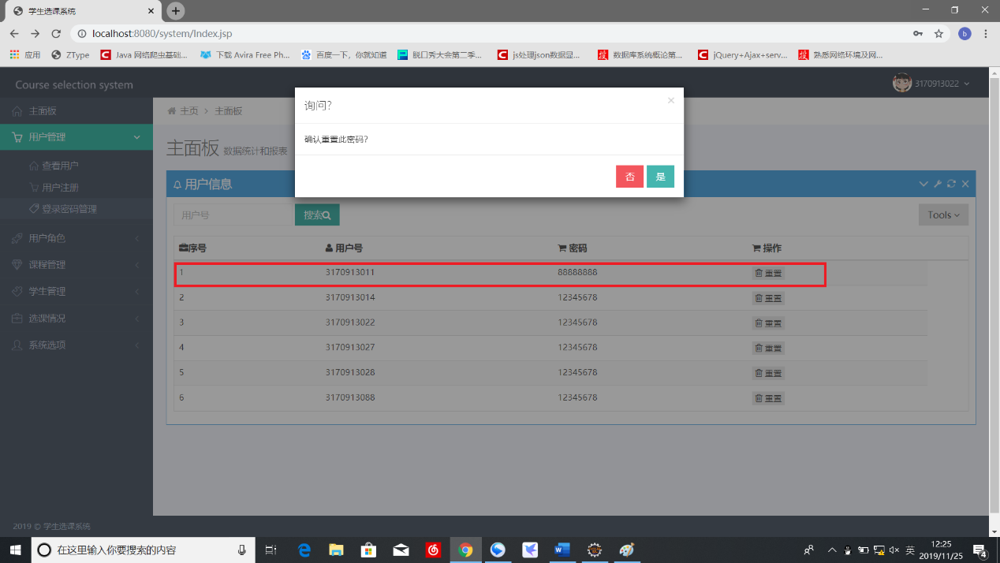 学生选课系统
localhost:8080/system/Index.jsp
b
应用 ZType Java 网络爬虫基础... 下载 Avira Free Ph... 百度一下，你就知道 脱口秀大会第二季... js处理json数据显... 数据库系统概论第... jQuery+Ajax+serv... 熟悉网络环境及网...
Course selection system
3170913022
主面板
用户管理
查看用户
用户注册
登录密码管理
用户角色
课程管理
学生管理
选课情况
系统选项
主页 > 主面板
主面板 数据统计和报表
询问? ×
确认重置此密码?
否 是
用户信息
用户号 搜索 Tools
序号 用户号 密码 操作
1 3170913011 88888888 重置
2 3170913014 12345678 重置
3 3170913022 12345678 重置
4 3170913027 12345678 重置
5 3170913028 12345678 重置
6 3170913088 12345678 重置
2019 © 学生选课系统
在这里输入你要搜索的内容
英
12:25
2019/11/25
4